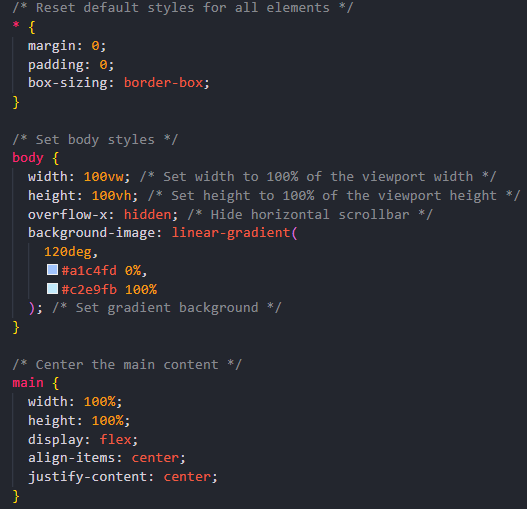 /* Reset default styles for all elements */
* {
  margin: 0;
  padding: 0;
  box-sizing: border-box;
}

/* Set body styles */
body {
  width: 100vw; /* Set width to 100% of the viewport width */
  height: 100vh; /* Set height to 100% of the viewport height */
  overflow-x: hidden; /* Hide horizontal scrollbar */
  background-image: linear-gradient(
    120deg,
    #a1c4fd 0%,
    #c2e9fb 100%
  ); /* Set gradient background */
}

/* Center the main content */
main {
  width: 100%;
  height: 100%;
  display: flex;
  align-items: center;
  justify-content: center;
}